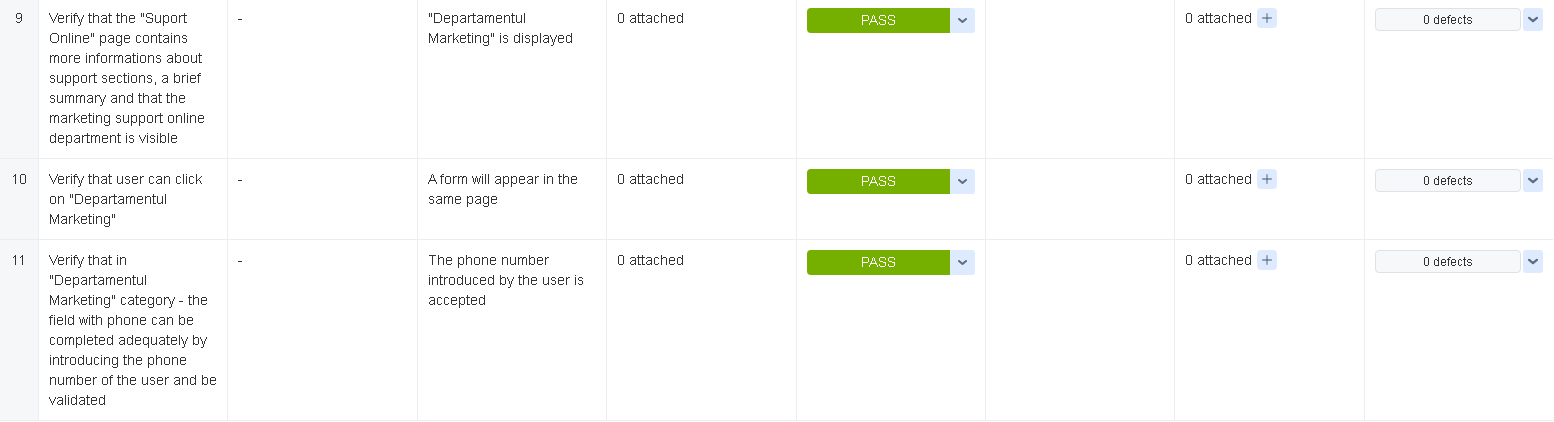 9
Verify that the "Suport
Online" page contains
more informations about
support sections, a brief
summary and that the
marketing support online
department is visible
-
"Departamentul
Marketing" is displayed
0 attached
PASS
0 attached +
0 defects
10
Verify that user can click
on "Departamentul
Marketing"
-
A form will appear in the
same page
0 attached
PASS
0 attached +
0 defects
11
Verify that in
"Departamentul
Marketing" category - the
field with phone can be
completed adequately by
introducing the phone
number of the user and be
validated
-
The phone number
introduced by the user is
accepted
0 attached
PASS
0 attached +
0 defects